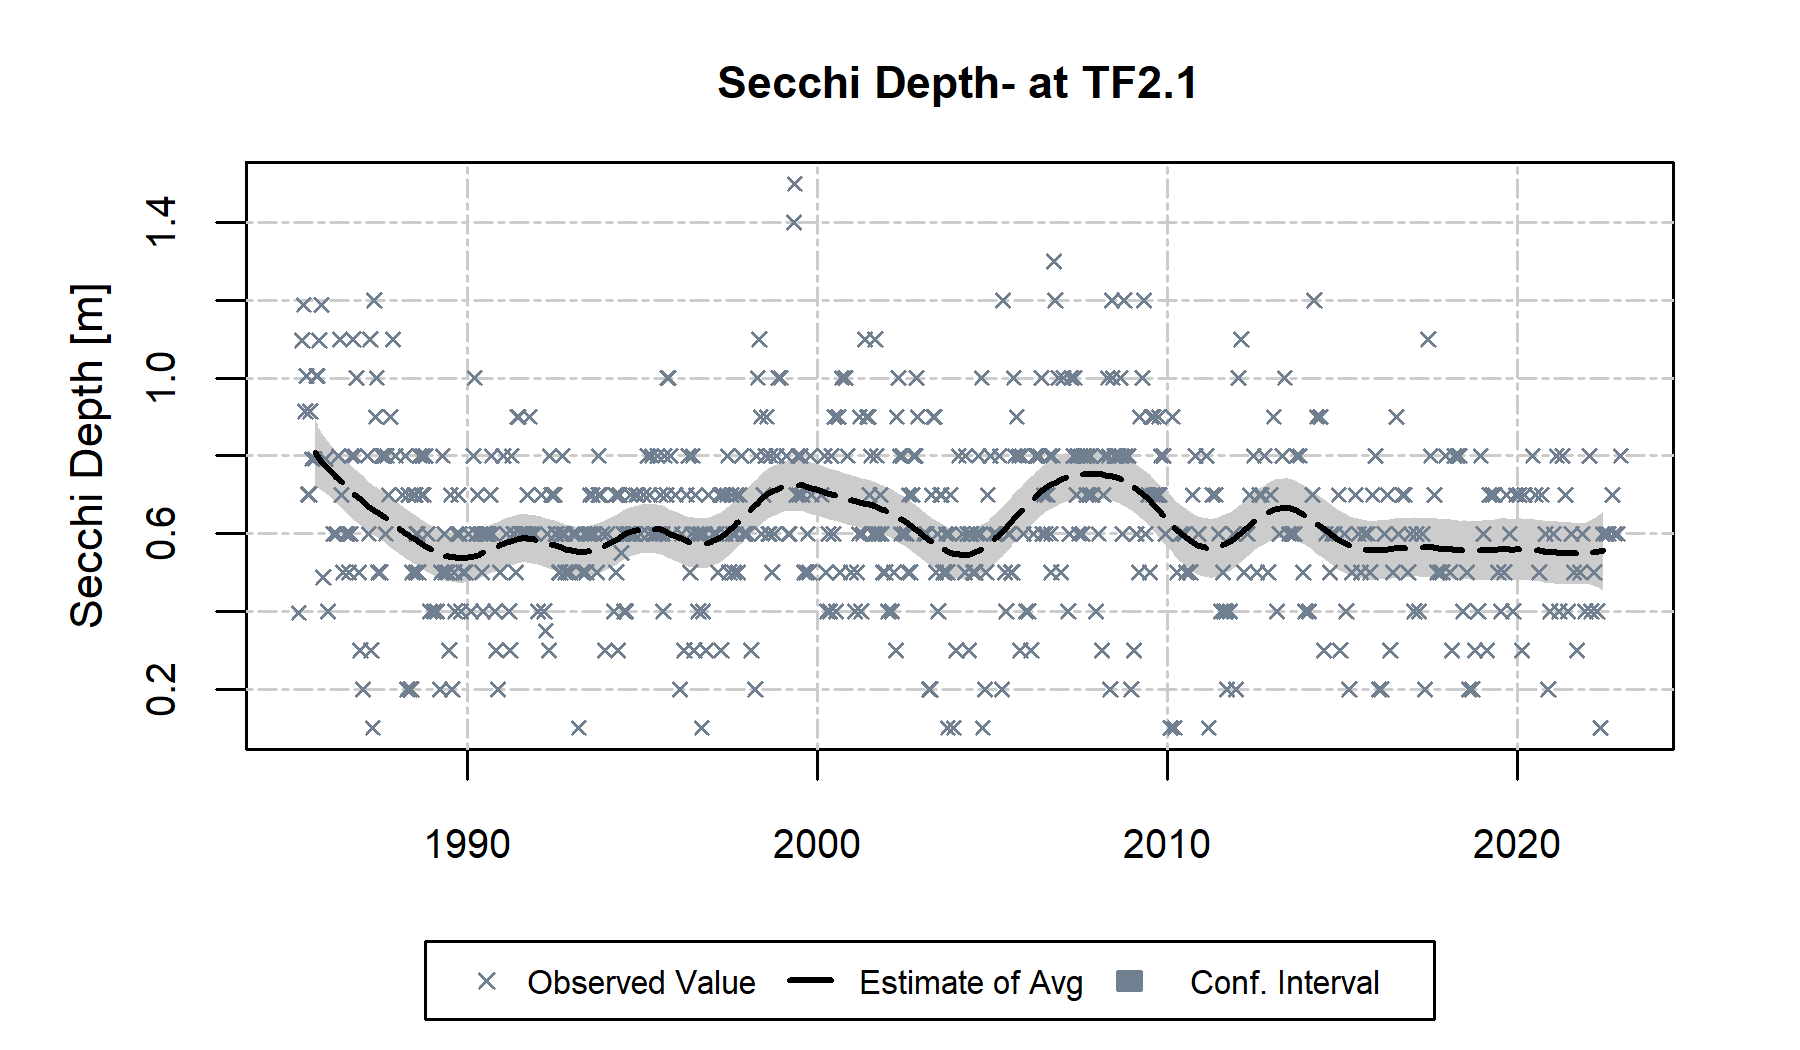 Secchi Depth- at TF2.1
Secchi Depth [m]
1.4
1.0
0.6
0.2
1990 2000 2010 2020
Observed Value Estimate of Avg Conf. Interval